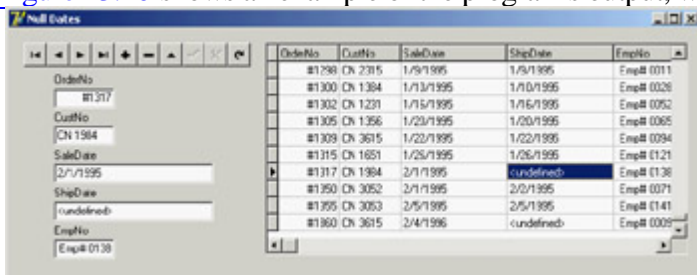 Null Dates
OrderNo
#1317
CustNo
CN 1984
SaleDate
2/1/1995
ShipDate
<undefined>
EmpNo
Emp# 0138
OrderNo CustNo SaleDate ShipDate EmpNo
#1298 CN 2315 1/9/1995 1/9/1995 Emp# 0011
#1300 CN 1384 1/13/1995 1/10/1995 Emp# 0028
#1302 CN 1231 1/16/1995 1/16/1995 Emp# 0052
#1305 CN 1356 1/20/1995 1/20/1995 Emp# 0065
#1309 CN 3615 1/22/1995 1/22/1995 Emp# 0094
#1315 CN 1651 1/26/1995 1/26/1995 Emp# 0121
#1317 CN 1984 2/1/1995 <undefined> Emp# 0138
#1350 CN 3052 2/1/1995 2/2/1995 Emp# 0071
#1355 CN 3053 2/5/1995 2/5/1995 Emp# 0141
#1360 CN 3615 2/4/1996 <undefined> Emp# 0009